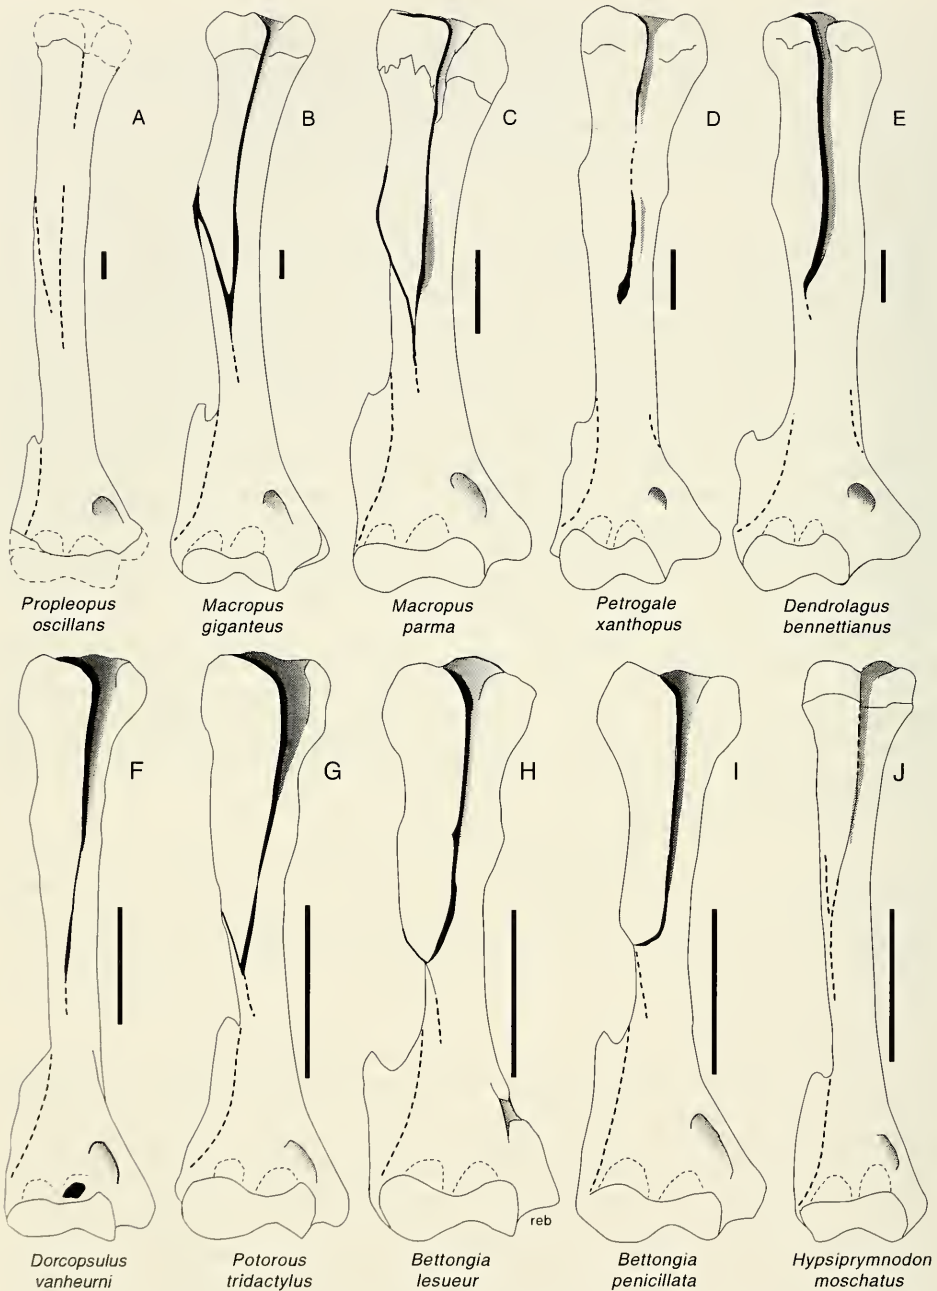 A
B
C
D
E
Propleopus
oscillans
Macropus
giganteus
Macropus
parma
Petrogale
xanthopus
Dendrolagus
bennettianus
F
G
H
I
J
reb
Dorcopsulus
vanheurni
Potorous
tridactylus
Bettongia
lesueur
Bettongia
penicillata
Hypsiprymnodon
moschatus